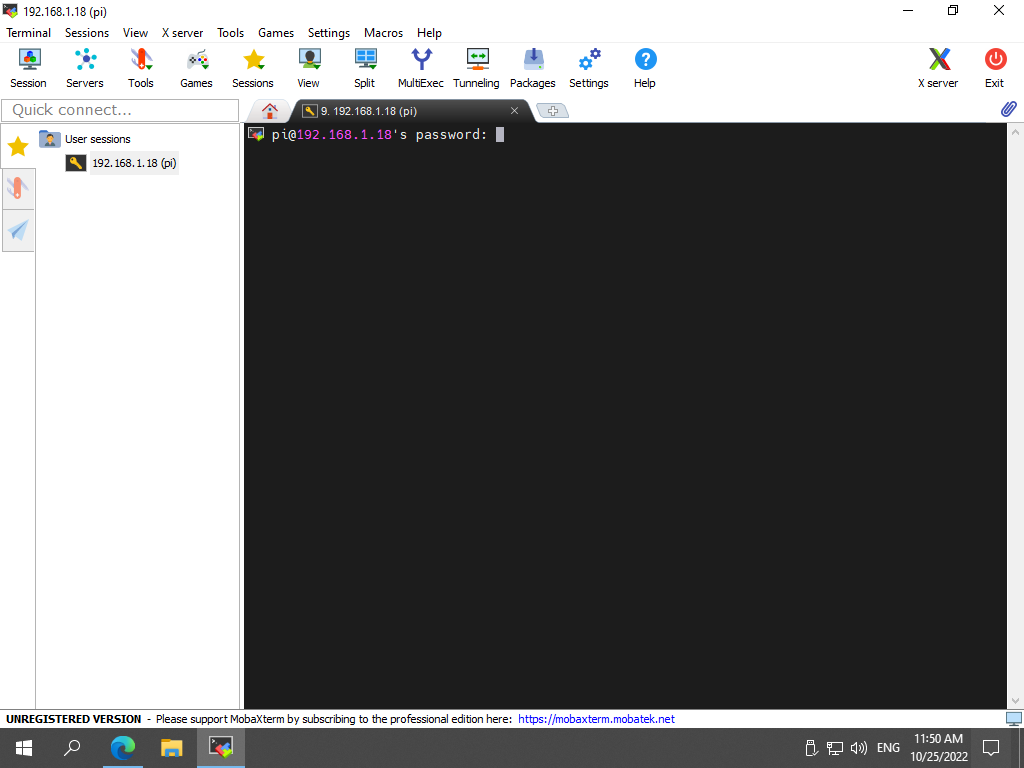 192.168.1.18 (pi)
Terminal Sessions View X server Tools Games Settings Macros Help
Session Servers Tools Games Sessions View Split MultiExec Tunneling Packages Settings Help X server Exit
Quick connect...
9. 192.168.1.18 (pi)
User sessions
192.168.1.18 (pi)
pi@192.168.1.18's password:
UNREGISTERED VERSION - Please support MobaXterm by subscribing to the professional edition here: https://mobaxterm.mobatek.net
ENG
11:50 AM
10/25/2022